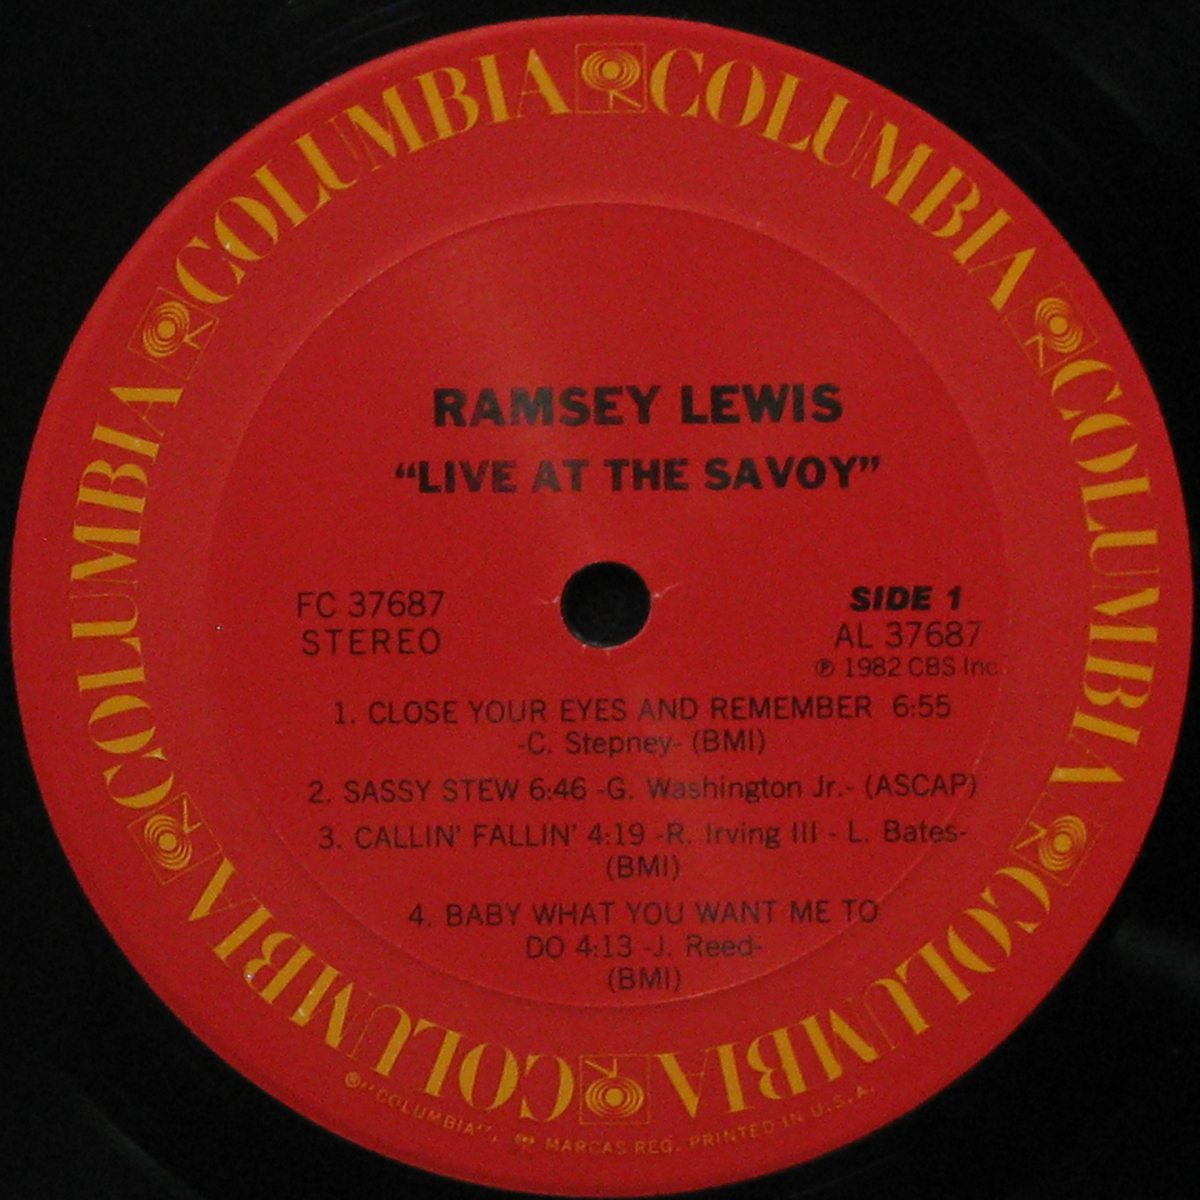 COLUMBIA COLUMBIA COLUMBIA COLUMBIA COLUMBIA COLUMBIA
RAMSEY LEWIS
“LIVE AT THE SAVOY”
FC 37687
STEREO
SIDE 1
AL 37687
℗ 1982 CBS Inc.
1. CLOSE YOUR EYES AND REMEMBER 6:55
-C. Stepney- (BMI)
2. SASSY STEW 6:46 -G. Washington Jr.- (ASCAP)
3. CALLIN' FALLIN' 4:19 -R. Irving III - L. Bates-
(BMI)
4. BABY WHAT YOU WANT ME TO
DO 4:13 -J. Reed-
(BMI)
®"COLUMBIA", MARCAS REG. PRINTED IN U.S.A.